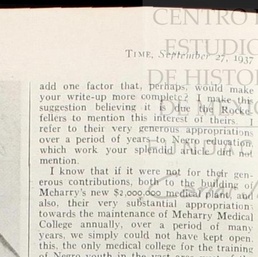 CENTRO
ESTUDIO
DE HISTOR
TIME, September 27, 1937
add one factor that, perhaps, would make
your write-up more complete? I make this
suggestion believing it is due the Rocke-
fellers to mention this interest of theirs. I
refer to their very generous appropriations
over a period of years to Negro education,
which work your splendid article did not
mention.
I know that if it were not for their gen-
erous contributions, both to the building of
Meharry's new $2,000,000 medical plant and
also, their very substantial appropriation
towards the maintenance of Meharry Medical
College annually, over a period of many
years, we simply could not have kept open
this, the only medical college for the training
of Negro youth in the vast area